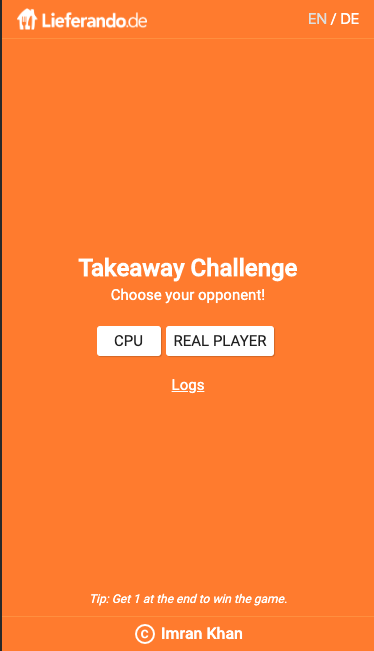 Lieferando.de
EN / DE
Takeaway Challenge
Choose your opponent!
CPU
REAL PLAYER
Logs
Tip: Get 1 at the end to win the game.
© Imran Khan